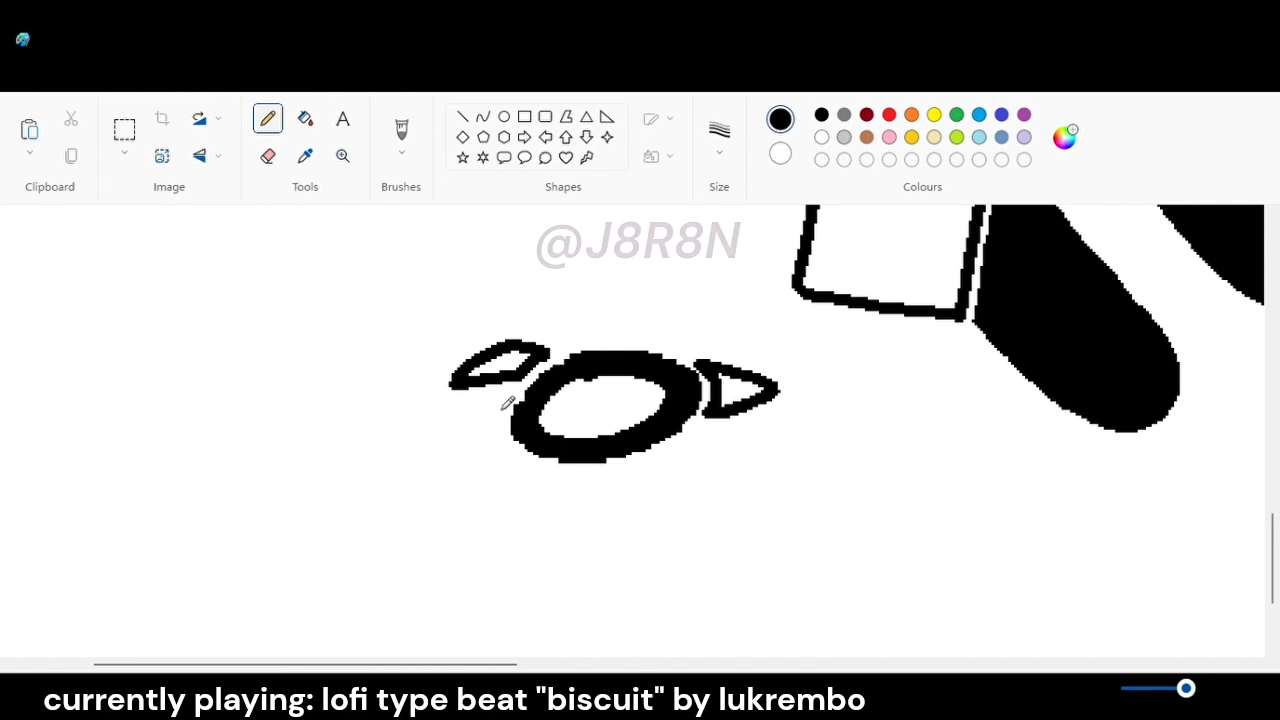 Clipboard
Image
Tools
Brushes
Shapes
Size
Colours
@J8R8N
currently playing: lofi type beat "biscuit" by lukrembo